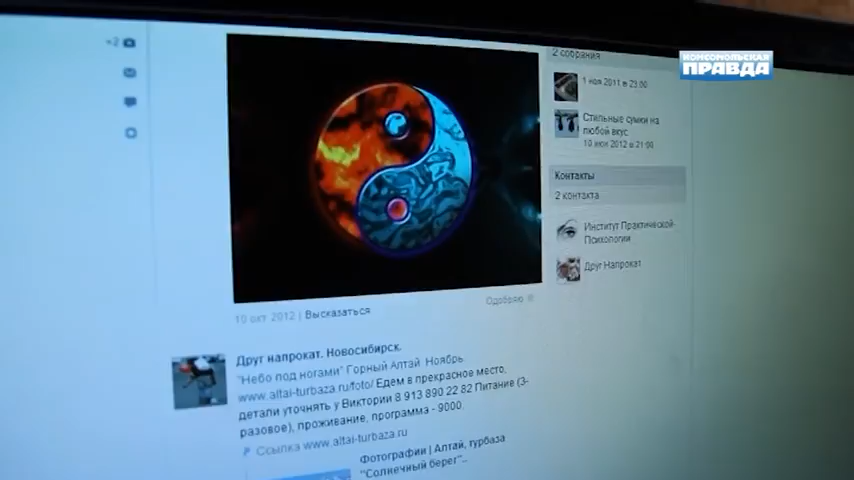 +2
2 собрания
КОМСОМОЛЬСКАЯ
ПРАВДА
1 ноя 2011 в 23:00
Стильные сумки на
любой вкус
10 июн 2012 в 21:00
Контакты
2 контакта
Институт Практической
Психологии
Друг Напрокат
10 окт 2012 | Высказаться
Одобряю
Друг напрокат. Новосибирск.
"Небо под ногами" Горный Алтай Ноябрь.
www.altai-turbaza.ru/foto/ Едем в прекрасное место,
детали уточнять у Виктории 8 913 890 22 82 Питание (3-
разовое), проживание, программа - 9000.
Ссылка www.altai-turbaza.ru
Фотографии | Алтай, турбаза
"Солнечный берег"..